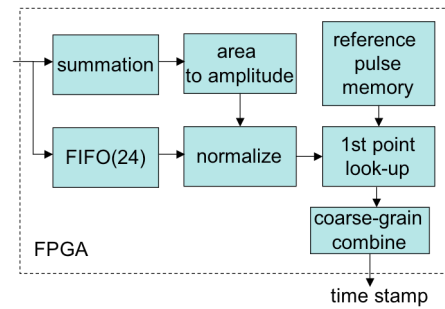 summation
area
to amplitude
reference
pulse
memory
FIFO(24)
normalize
1st point
look-up
coarse-grain
combine
FPGA
time stamp